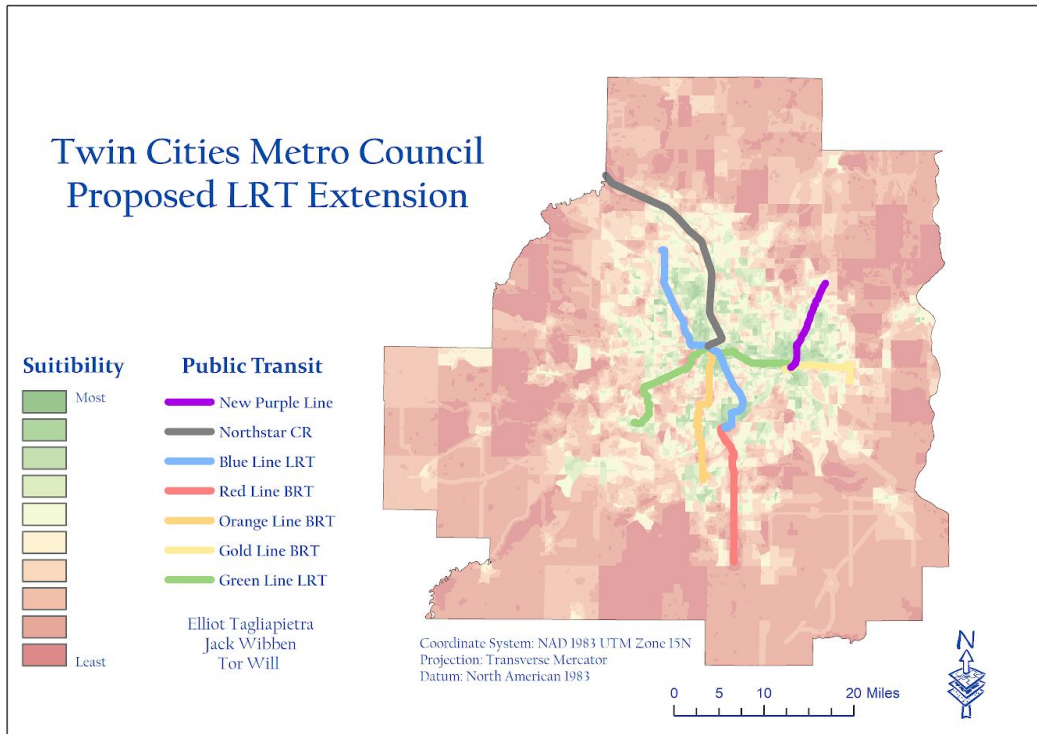 Twin Cities Metro Council
Proposed LRT Extension
Suitibility
Most
Least
Public Transit
New Purple Line
Northstar CR
Blue Line LRT
Red Line BRT
Orange Line BRT
Gold Line BRT
Green Line LRT
Elliot Tagliapietra
Jack Wibben
Tor Will
Coordinate System: NAD 1983 UTM Zone 15N
Projection: Transverse Mercator
Datum: North American 1983
0 5 10 20 Miles
N